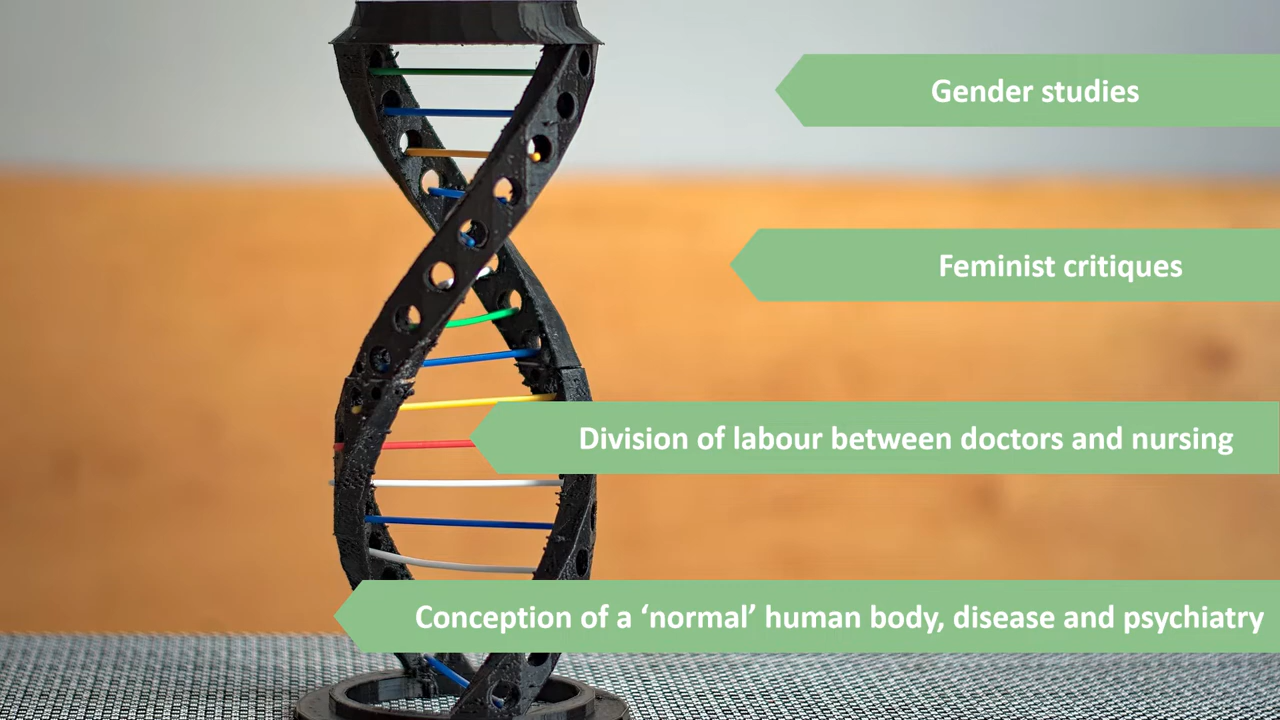 Gender studies
Feminist critiques
Division of labour between doctors and nursing
Conception of a ‘normal’ human body, disease and psychiatry